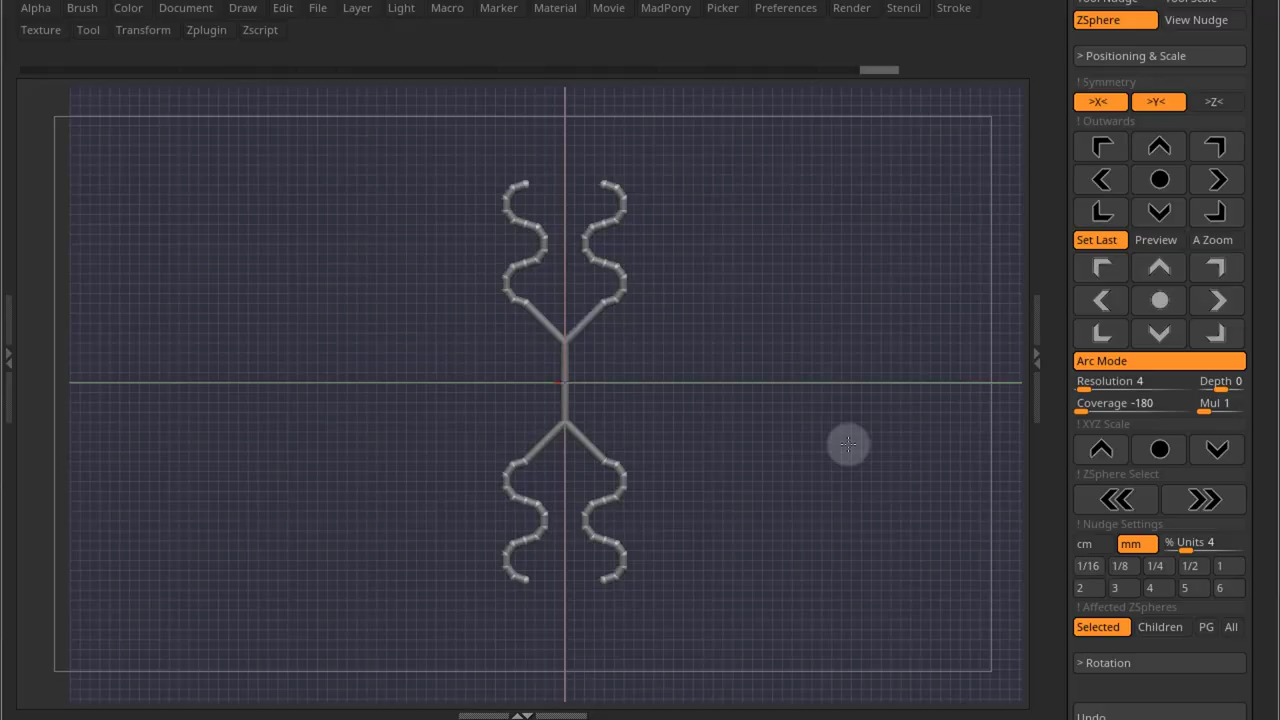 Alpha Brush Color Document Draw Edit File Layer Light Macro Marker Material Movie MadPony Picker Preferences Render Stencil Stroke
Texture Tool Transform Zplugin Zscript
ZSphere View Nudge
> Positioning & Scale
! Symmetry
>X< >Y< >Z<
! Outwards
Set Last Preview A Zoom
Arc Mode
Resolution 4 Depth 0
Coverage -180 Mul 1
! XYZ Scale
! ZSphere Select
! Nudge Settings
cm mm % Units 4
1/16 1/8 1/4 1/2 1
2 3 4 5 6
! Affected ZSpheres
Selected Children PG All
> Rotation
Undo